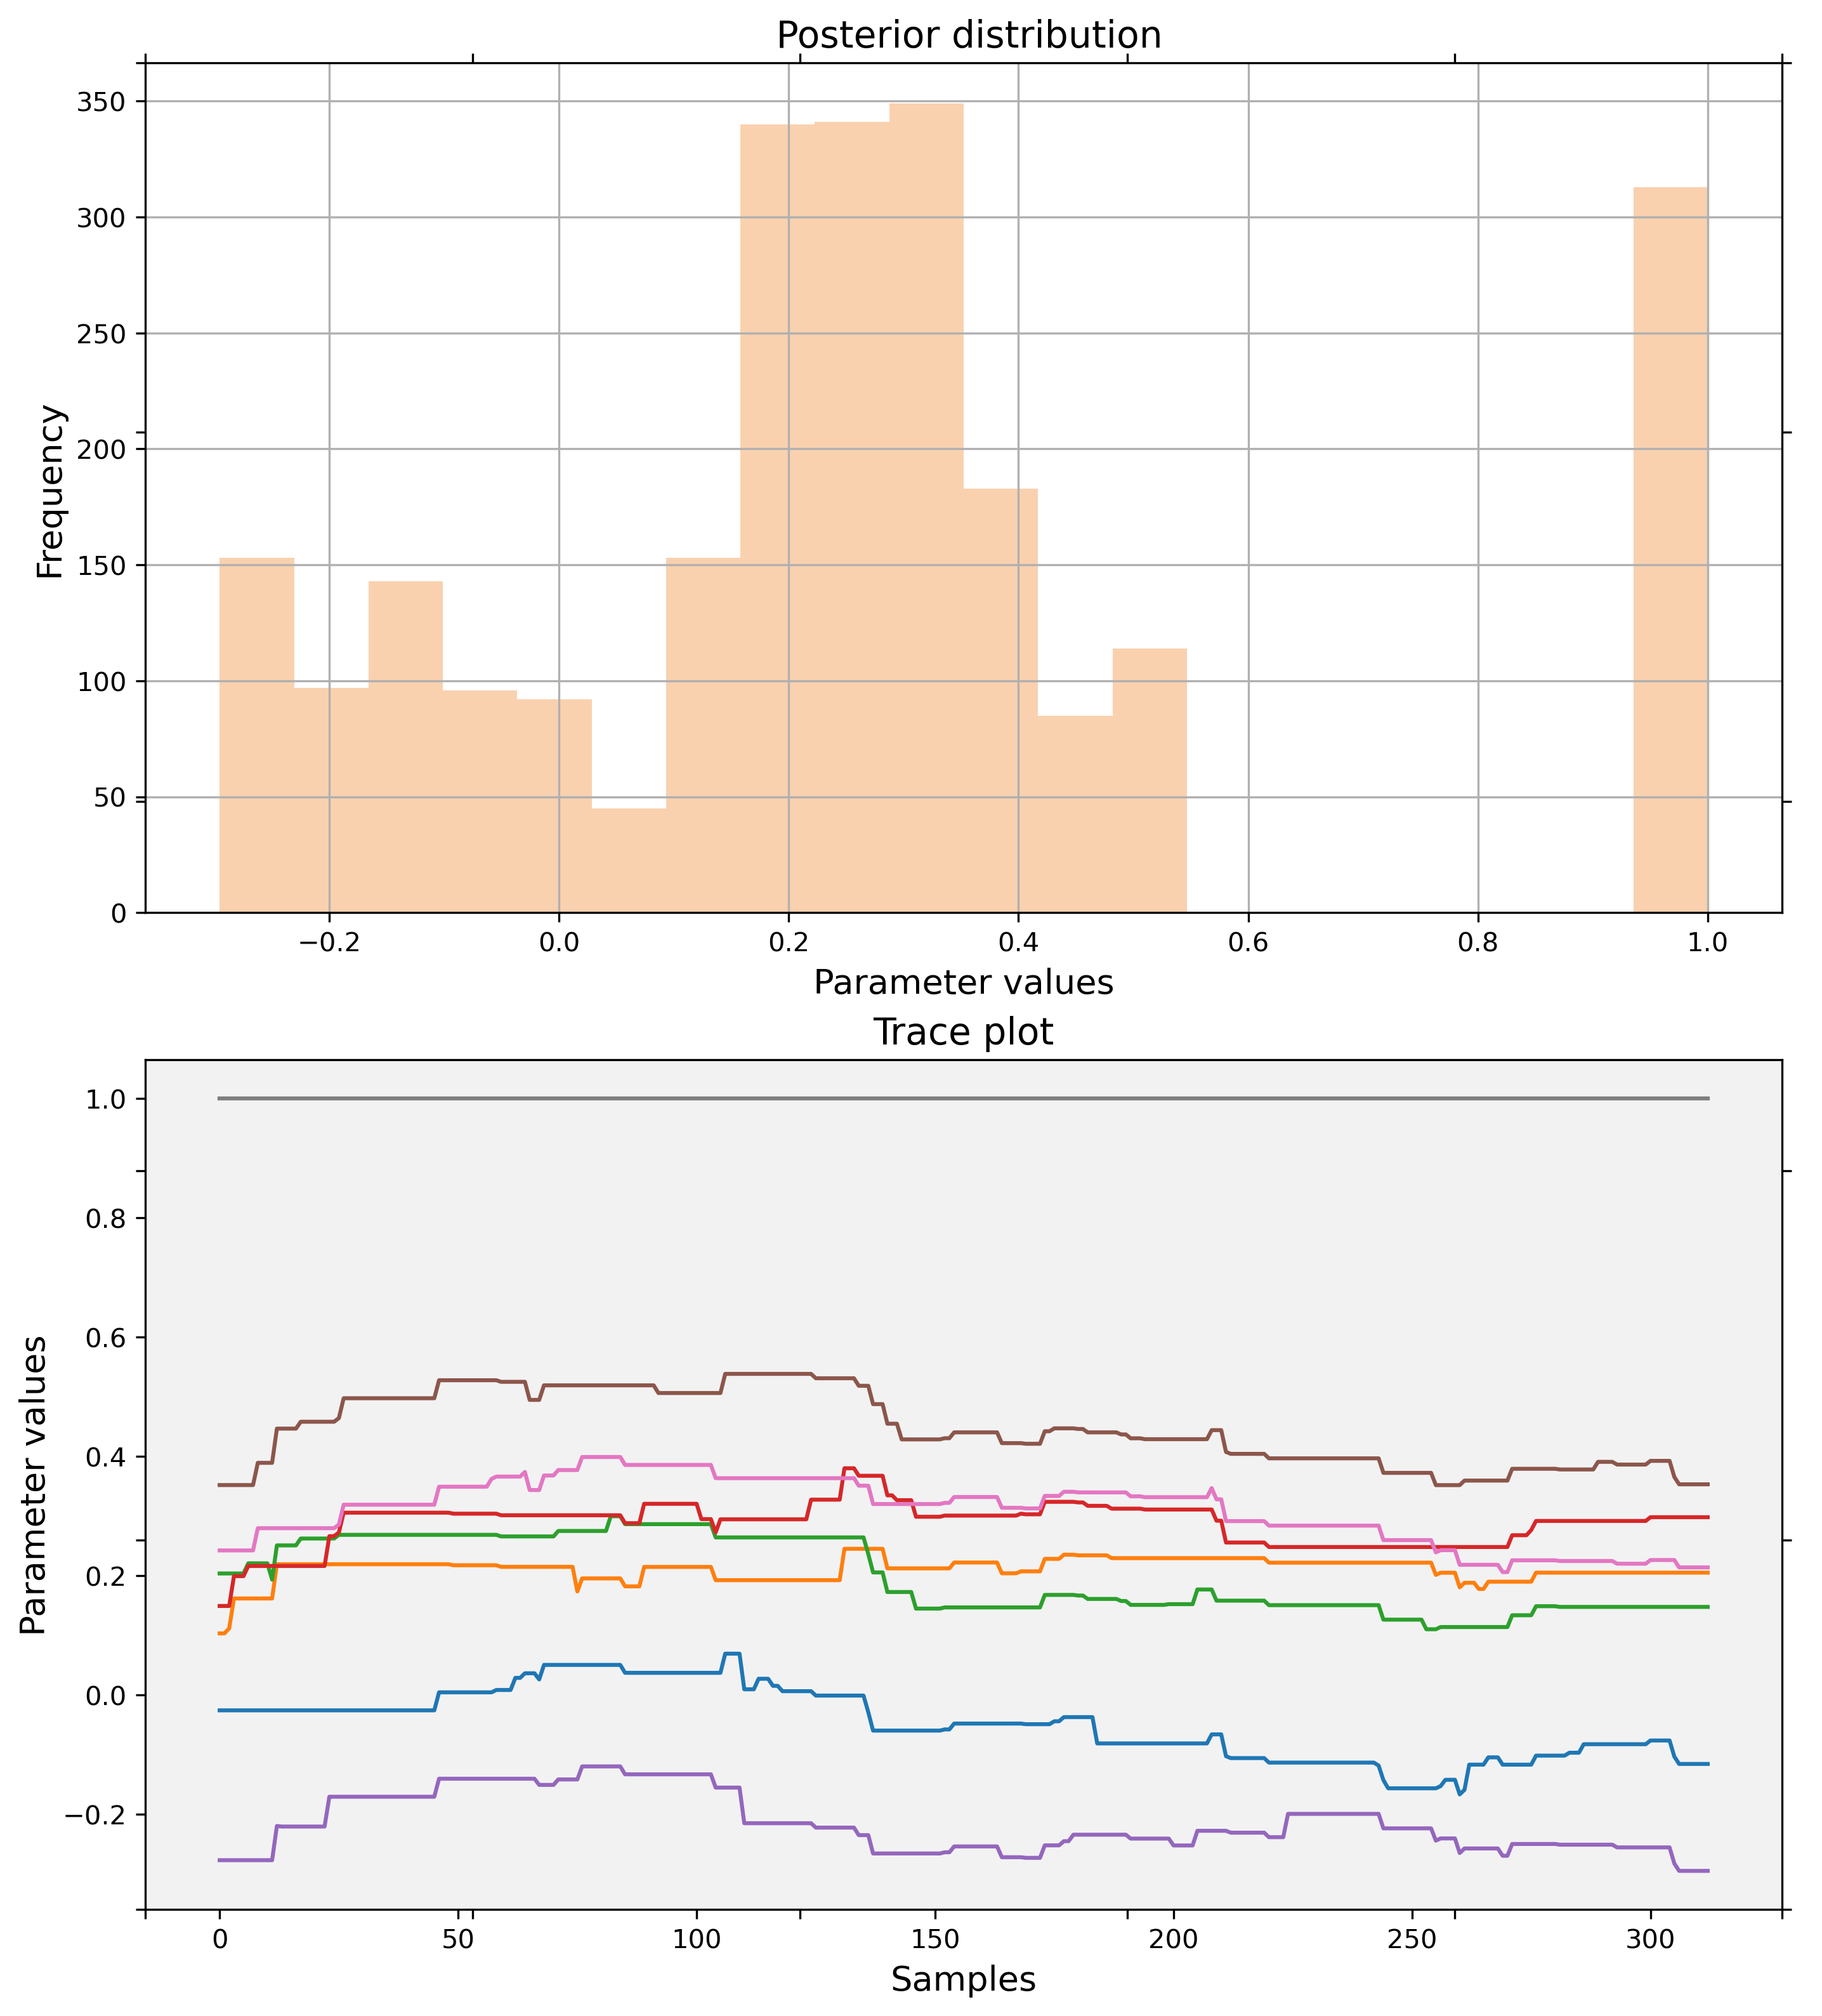 Posterior distribution
350
300
250
200
150
100
50
0
Frequency
−0.2 0.0 0.2 0.4 0.6 0.8 1.0
Parameter values
Trace plot
1.0
0.8
0.6
0.4
0.2
0.0
−0.2
Parameter values
0 50 100 150 200 250 300
Samples